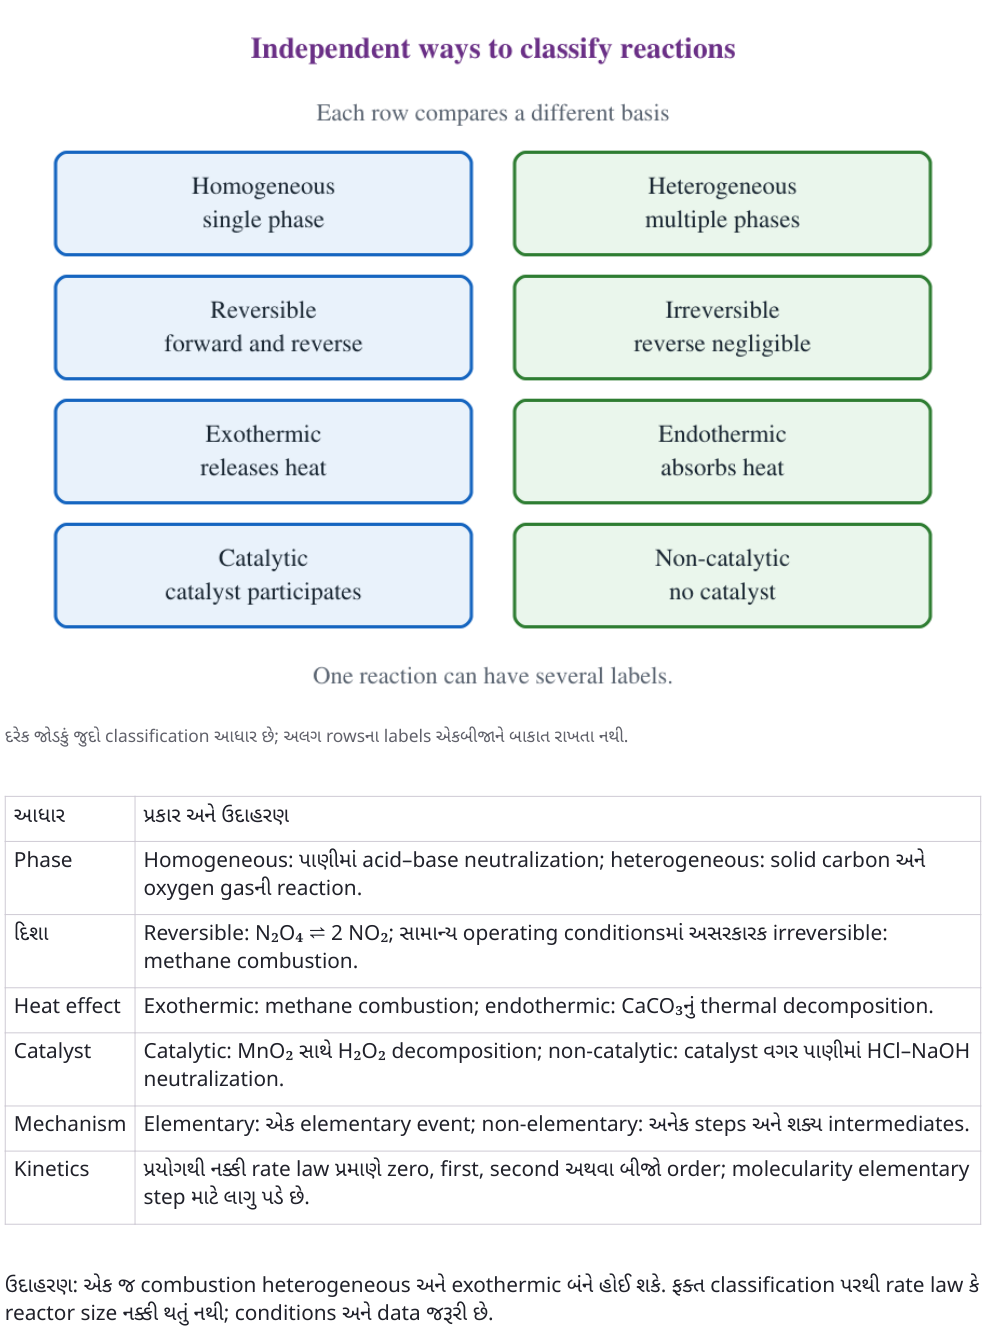 Independent ways to classify reactions
Each row compares a different basis
Homogeneous
single phase
Heterogeneous
multiple phases
Reversible
forward and reverse
Irreversible
reverse negligible
Exothermic
releases heat
Endothermic
absorbs heat
Catalytic
catalyst participates
Non-catalytic
no catalyst
One reaction can have several labels.
દરેક જોડકું જુદો classification આધાર છે; અલગ rowsના labels એકબીજાને બાકાત રાખતા નથી.
આધાર
પ્રકાર અને ઉદાહરણ
Phase
Homogeneous: પાણીમાં acid–base neutralization; heterogeneous: solid carbon અને
oxygen gasની reaction.
દિશા
Reversible: N₂O₄ ⇌ 2 NO₂; સામાન્ય operating conditionsમાં અસરકારક irreversible:
methane combustion.
Heat effect
Exothermic: methane combustion; endothermic: CaCO₃નું thermal decomposition.
Catalyst
Catalytic: MnO₂ સાથે H₂O₂ decomposition; non-catalytic: catalyst વગર પાણીમાં HCl–NaOH
neutralization.
Mechanism
Elementary: એક elementary event; non-elementary: અનેક steps અને શક્ય intermediates.
Kinetics
પ્રયોગથી નક્કી rate law પ્રમાણે zero, first, second અથવા બીજો order; molecularity elementary
step માટે લાગુ પડે છે.
ઉદાહરણ: એક જ combustion heterogeneous અને exothermic બંને હોઈ શકે. ફક્ત classification પરથી rate law કે
reactor size નક્કી થતું નથી; conditions અને data જરૂરી છે.